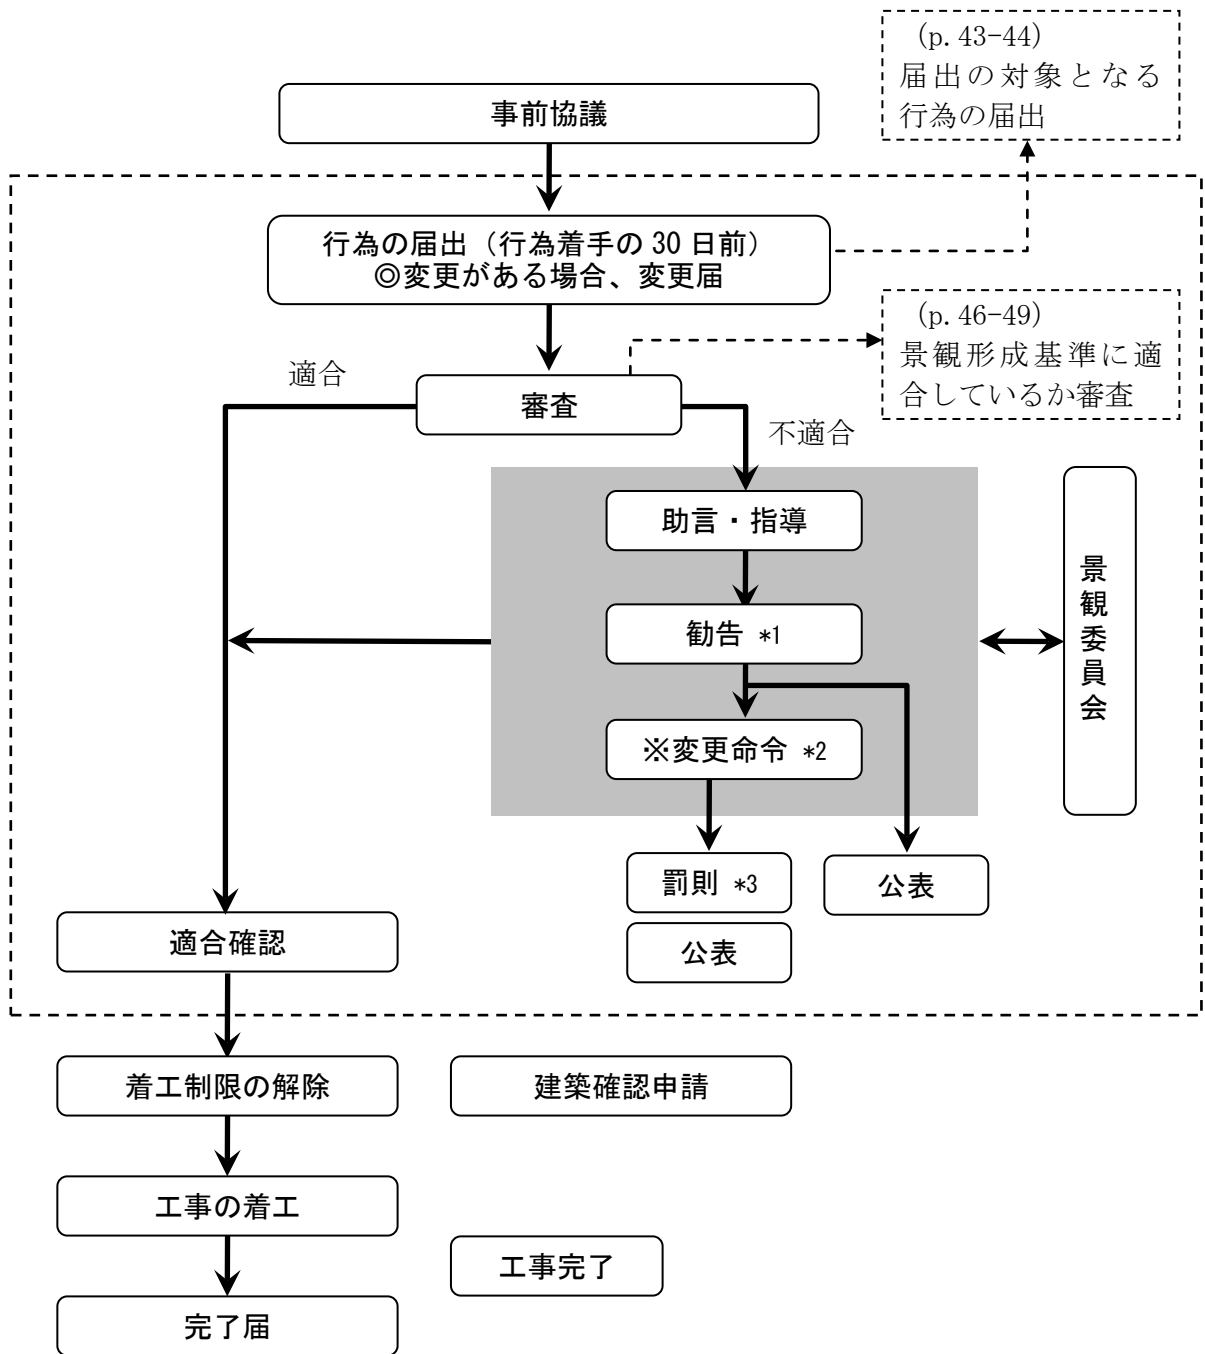 (p.43-44)
届出の対象となる
行為の届出
事前協議
行為の届出（行為着手の 30 日前）
◎変更がある場合、変更届
(p.46-49)
景観形成基準に適
合しているか審査
適合
審査
不適合
助言・指導
景観委員会
勧告 *1
※変更命令 *2
罰則 *3
公表
公表
適合確認
着工制限の解除
建築確認申請
工事の着工
工事完了
完了届